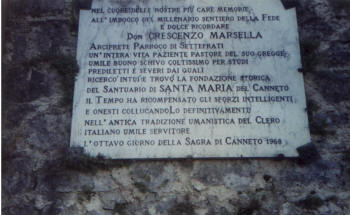 NEL CUORE DELLE NOSTRE PIÙ CARE MEMORIE
ALL'IMBOCCO DEL MILLENARIO SENTIERO DELLA FEDE
E DOLCE RICORDARE
DON CRESCENZO MARSELLA
ARCIPRETE PARROCO DI SETTEFRATI
UN'INTERA VITA PAZIENTE PASTORE DEL SUO GREGGE
UMILE BUONO SCHIVO COLTISSIMO PER STUDI
PREDILETTI E SEVERI DAI QUALI
RICERCÒ INTUÌ E TROVÒ LA FONDAZIONE STORICA
DEL SANTUARIO DI SANTA MARIA DEL CANNETO
IL TEMPO HA RICOMPENSATO GLI SFORZI INTELLIGENTI
E ONESTI COLLOCANDOLO DEFINITIVAMENTE
NELL'ANTICA TRADIZIONE UMANISTICA DEL CLERO
ITALIANO UMILE SERVITORE
L'OTTAVO GIORNO DELLA SAGRA DI CANNETO 1968